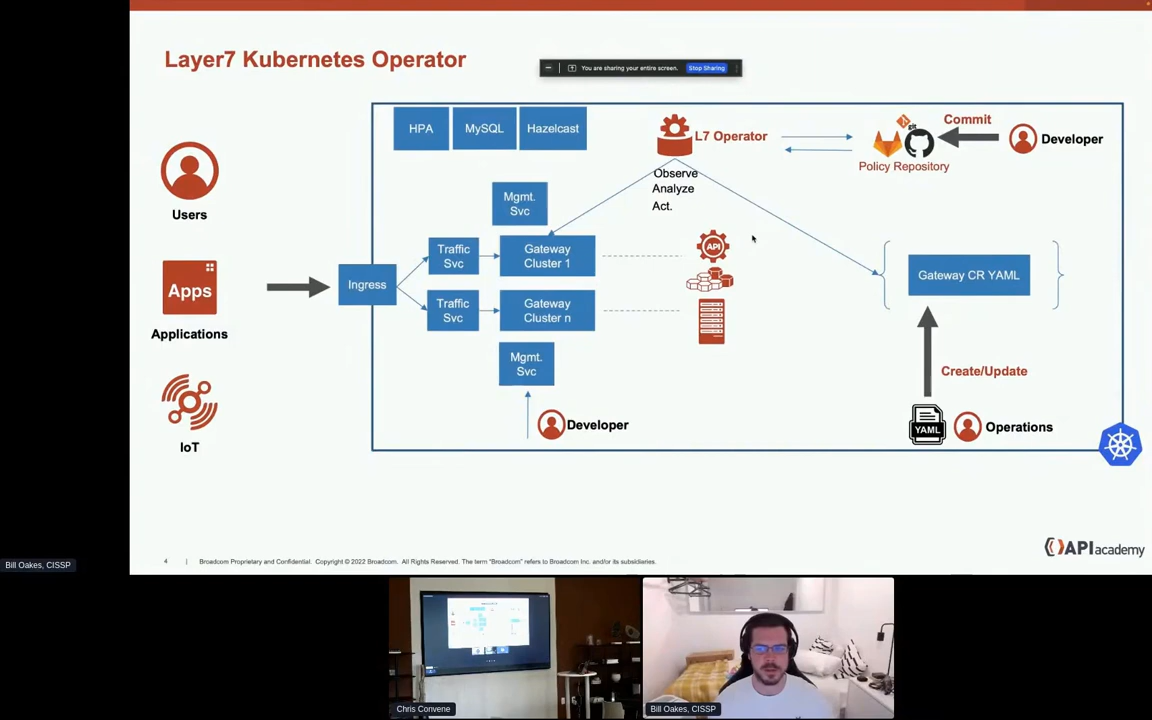 Layer7 Kubernetes Operator
You are sharing your entire screen.
Stop Sharing
HPA
MySQL
Hazelcast
L7 Operator
git
Policy Repository
Commit
Developer
Observe
Analyze
Act.
Users
Mgmt.
Svc
Traffic
Svc
Gateway
Cluster 1
API
Gateway CR YAML
Ingress
Apps
Applications
Traffic
Svc
Gateway
Cluster n
Mgmt.
Svc
Create/Update
Developer
YAML
Operations
IoT
4 | Broadcom Proprietary and Confidential. Copyright © 2022 Broadcom. All Rights Reserved. The term “Broadcom” refers to Broadcom Inc. and/or its subsidiaries.
API academy
Bill Oakes, CISSP
Chris Convene
Bill Oakes, CISSP